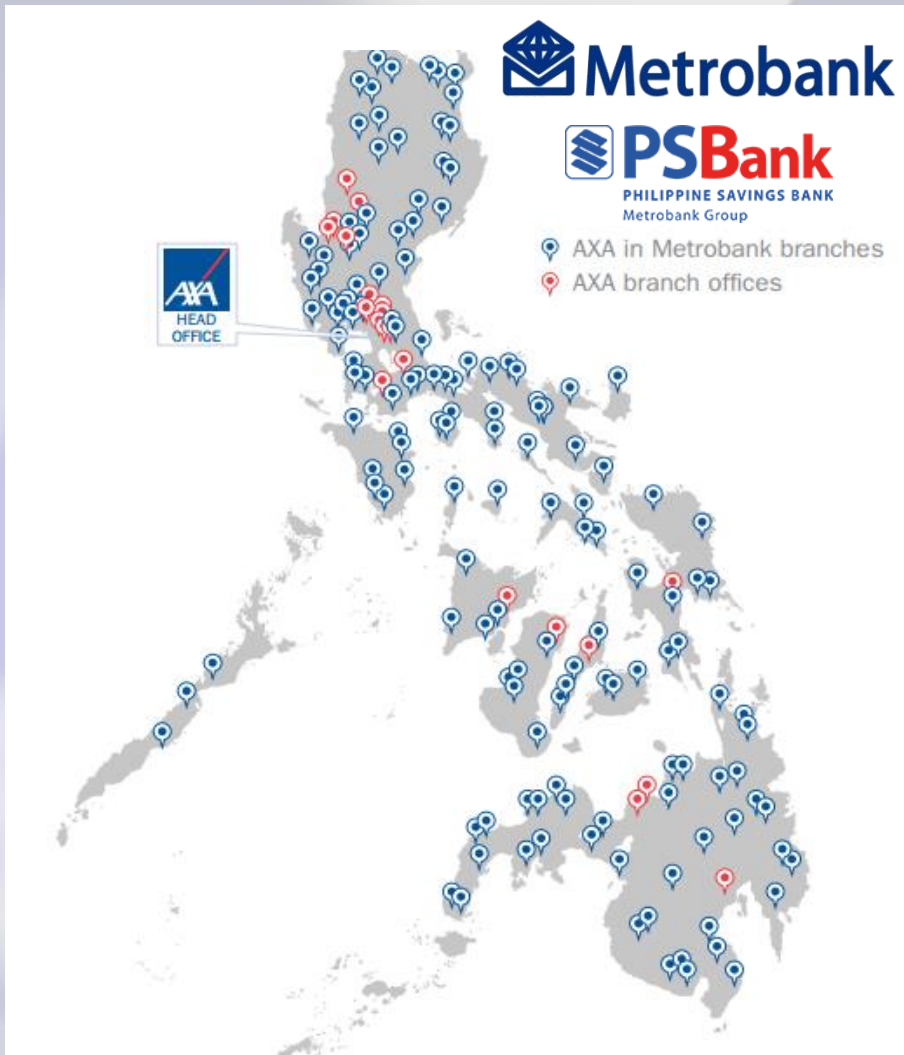 Metrobank
PSBank
PHILIPPINE SAVINGS BANK
Metrobank Group
AXA in Metrobank branches
AXA branch offices
AXA
HEAD
OFFICE